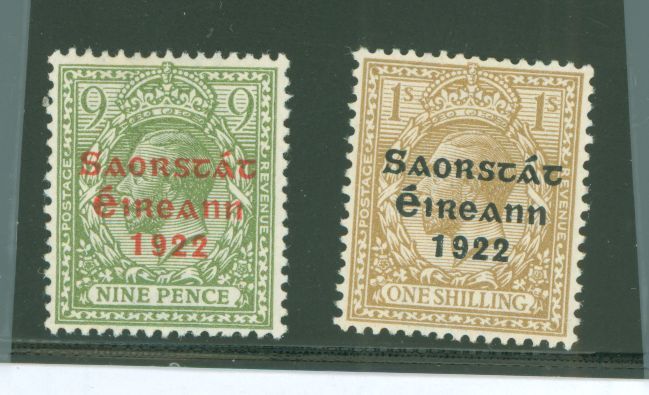 9 9
POSTAGE
REVENUE
Saorstát
Éireann
1922
NINE PENCE
1S 1S
POSTAGE
REVENUE
Saorstát
Éireann
1922
ONE SHILLING